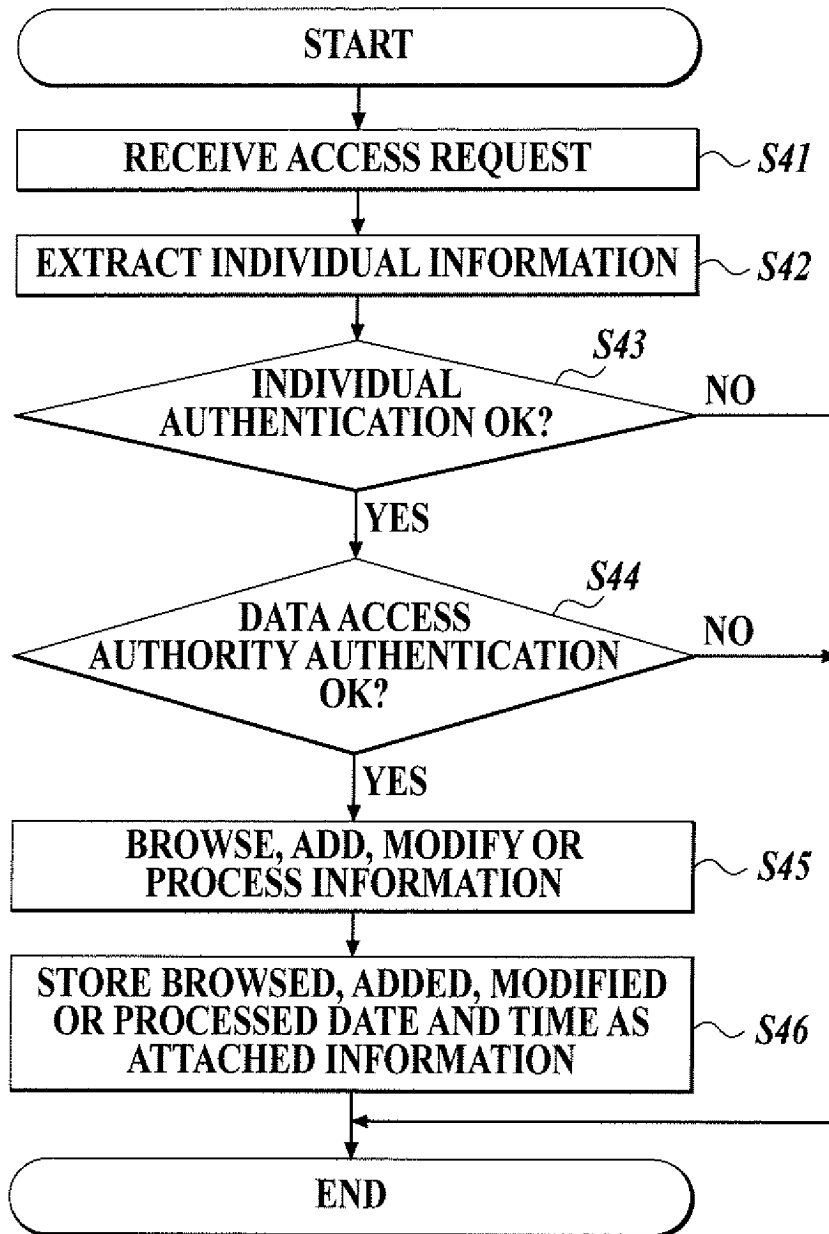 START
RECEIVE ACCESS REQUEST
S41
EXTRACT INDIVIDUAL INFORMATION
S42
S43
INDIVIDUAL
AUTHENTICATION OK?
NO
YES
S44
DATA ACCESS
AUTHORITY AUTHENTICATION
OK?
NO
YES
BROWSE, ADD, MODIFY OR
PROCESS INFORMATION
S45
STORE BROWSED, ADDED, MODIFIED
OR PROCESSED DATE AND TIME AS
ATTACHED INFORMATION
S46
END